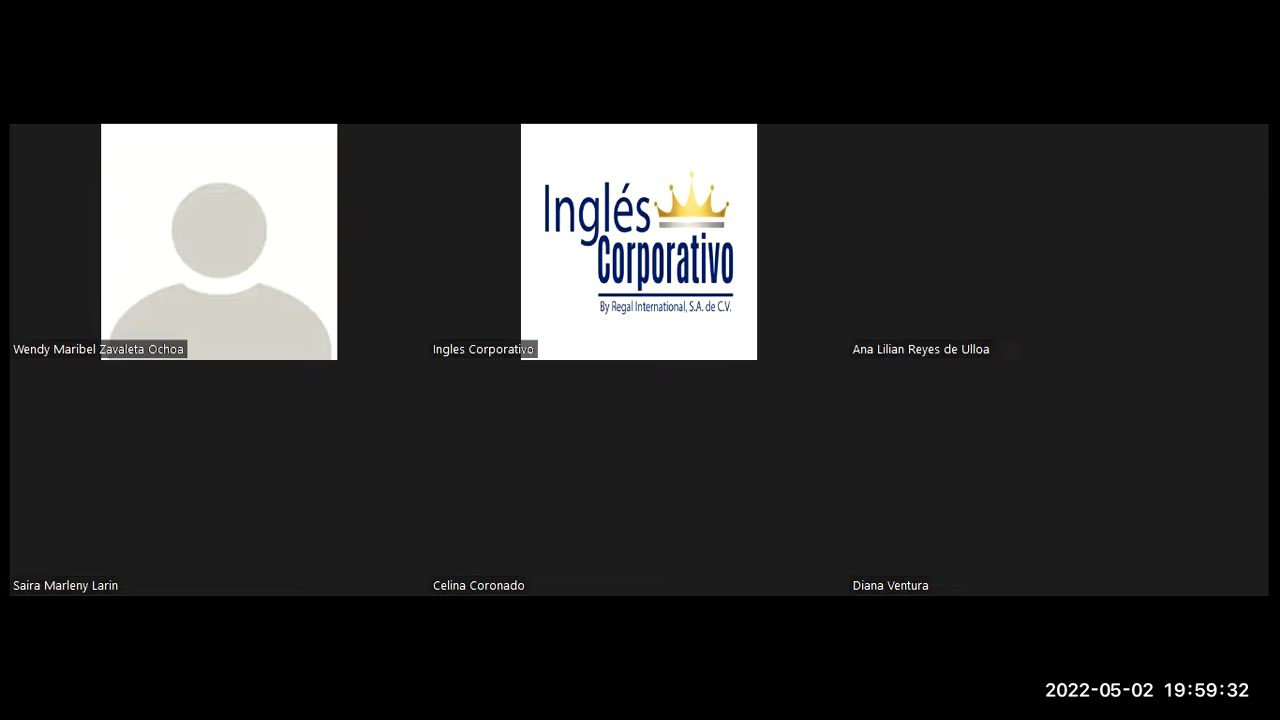 Inglés
Corporativo
By Regal International, S.A. de C.V.
Wendy Maribel Zavaleta Ochoa
Ingles Corporativo
Ana Lilian Reyes de Ulloa
Saira Marleny Larin
Celina Coronado
Diana Ventura
2022-05-02 19:59:32